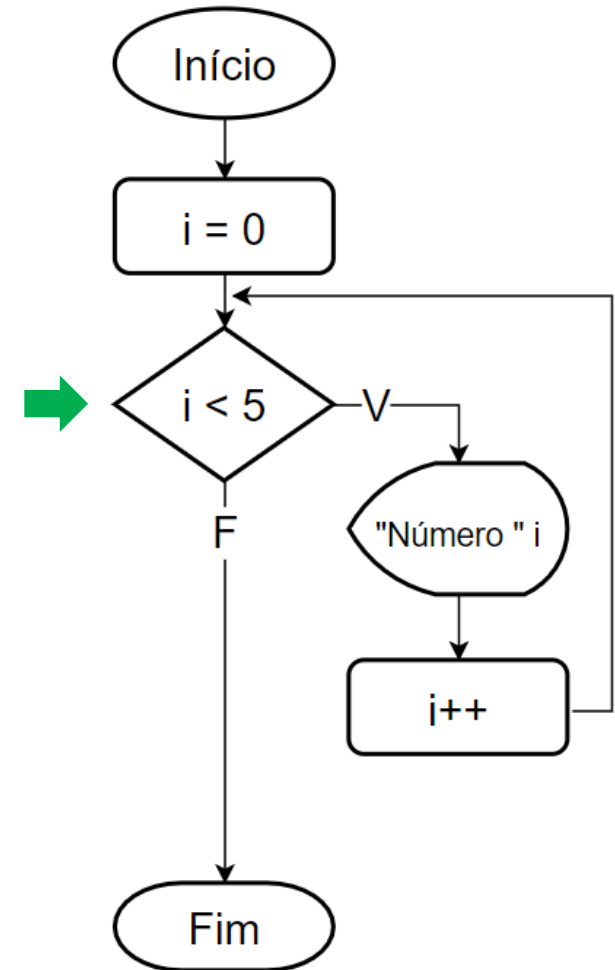 Início
i = 0
i < 5
V
F
"Número " i
i++
Fim